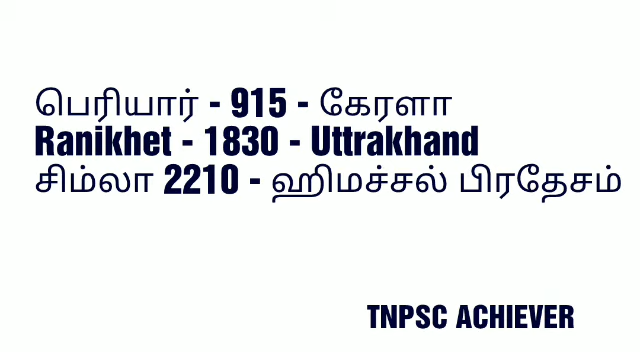 பெரியார் - 915 - கேரளா
Ranikhet - 1830 - Uttrakhand
சிம்லா 2210 - ஹிமச்சல் பிரதேசம்
TNPSC ACHIEVER